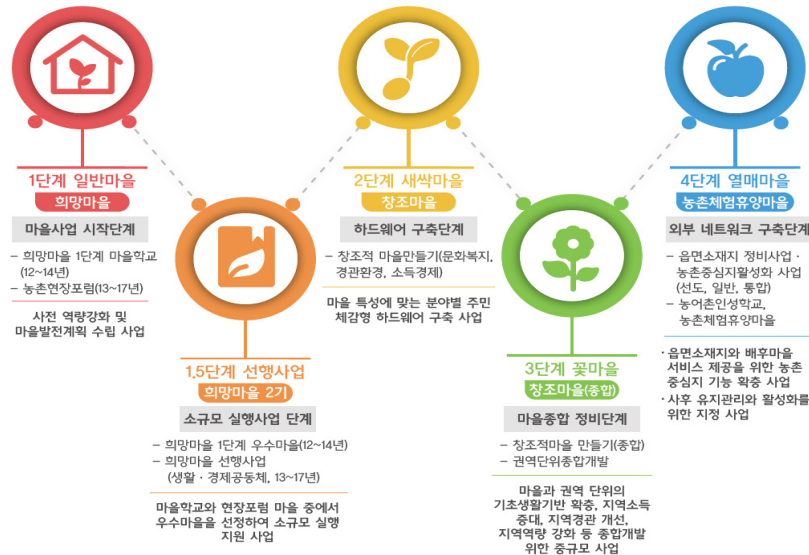 1단계 일반마을
희망마을
마을사업 시작단계
– 희망마을 1단계 마을학교
(12~14년)
– 농촌현장포럼(13~17년)
사전 역량강화 및
마을발전계획 수립 사업
1.5단계 선행사업
희망마을 2기
소규모 실행사업 단계
– 희망마을 1단계 우수마을(12~14년)
– 희망마을 선행사업
(생활 · 경제공동체, 13~17년)
마을학교와 현장포럼 마을 중에서
우수마을을 선정하여 소규모 실행
지원 사업
2단계 새싹마을
창조마을
하드웨어 구축단계
– 창조적 마을만들기(문화복지,
경관환경, 소득경제)
마을 특성에 맞는 분야별 주민
체감형 하드웨어 구축 사업
3단계 꽃마을
창조마을(종합)
마을종합 정비단계
– 창조적마을 만들기(종합)
– 권역단위종합개발
마을과 권역 단위의
기초생활기반 확충, 지역소득
증대, 지역경관 개선,
지역역량 강화 등 종합개발
위한 중규모 사업
4단계 열매마을
농촌체험휴양마을
외부 네트워크 구축단계
– 읍면소재지 정비사업 ·
농촌중심지활성화 사업
(선도, 일반, 통합)
– 농어촌인성학교,
농촌체험휴양마을
· 읍면소재지와 배후마을
서비스 제공을 위한 농촌
중심지 기능 확충 사업
· 사후 유지관리와 활성화를
위한 지정 사업